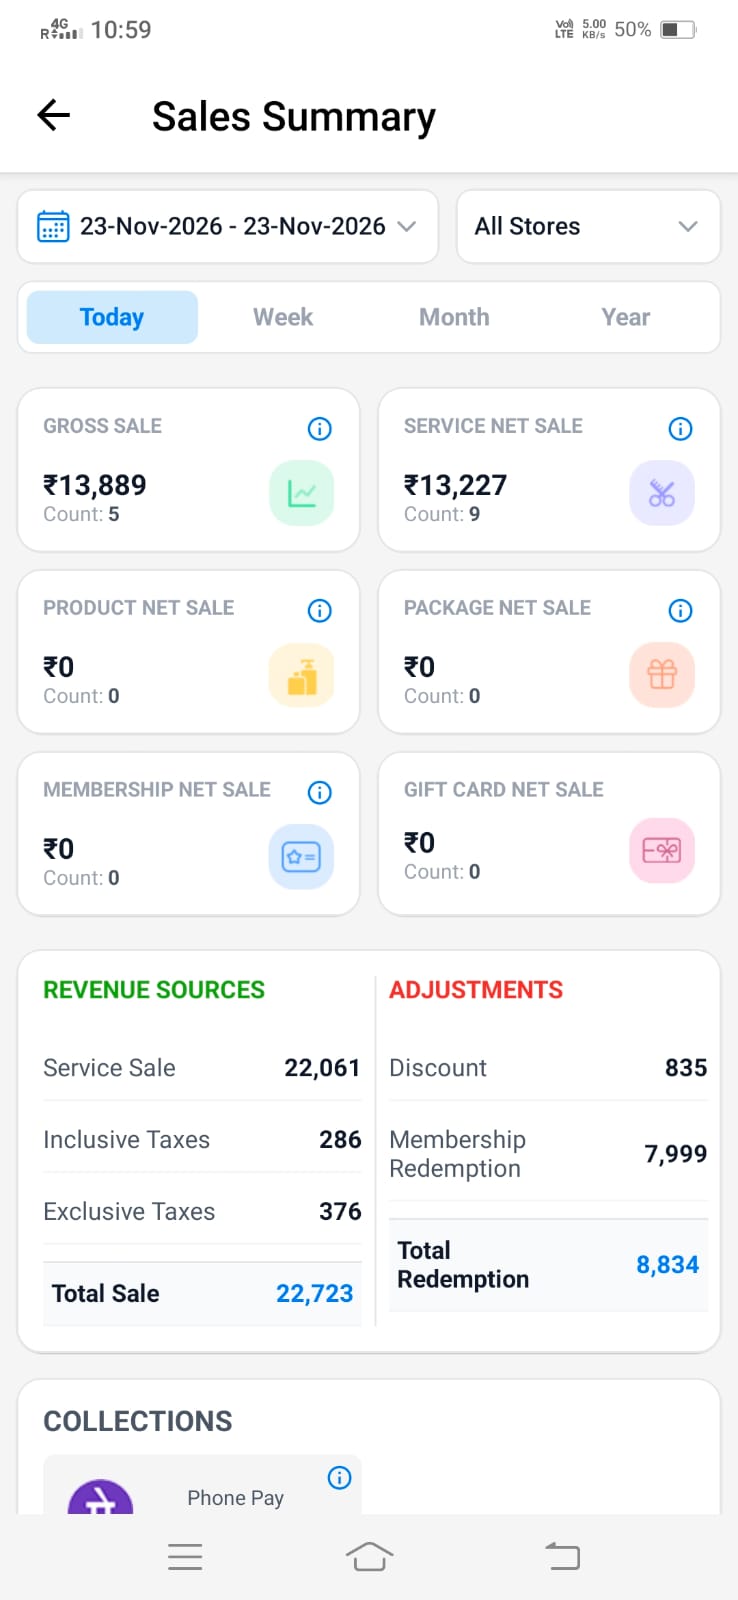 4G
R 10:59
Vo) 5.00
LTE KB/s 50%
Sales Summary
23-Nov-2026 - 23-Nov-2026
All Stores
Today Week Month Year
GROSS SALE
₹13,889
Count: 5
SERVICE NET SALE
₹13,227
Count: 9
PRODUCT NET SALE
₹0
Count: 0
PACKAGE NET SALE
₹0
Count: 0
MEMBERSHIP NET SALE
₹0
Count: 0
GIFT CARD NET SALE
₹0
Count: 0
REVENUE SOURCES
Service Sale 22,061
Inclusive Taxes 286
Exclusive Taxes 376
Total Sale 22,723
ADJUSTMENTS
Discount 835
Membership
Redemption 7,999
Total
Redemption 8,834
COLLECTIONS
Phone Pay